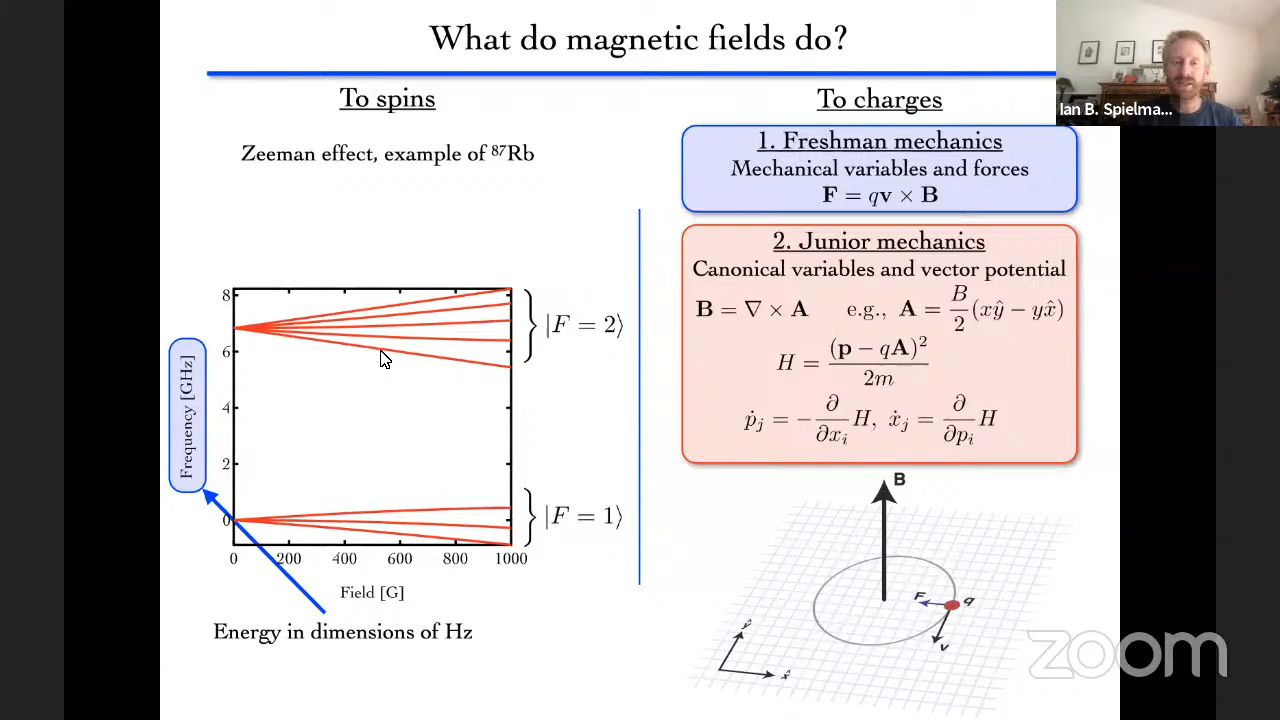 What do magnetic fields do?
To spins
Zeeman effect, example of ⁸⁷Rb
8
6
4
2
0
Frequency [GHz]
|F = 2⟩
|F = 1⟩
0 200 400 600 800 1000
Field [G]
Energy in dimensions of Hz
To charges
1. Freshman mechanics
Mechanical variables and forces
F = qv × B
2. Junior mechanics
Canonical variables and vector potential
B = ∇ × A e.g., A = B/2 (xŷ − yx̂)
H = (p − qA)²/2m
ṗⱼ = −∂/∂xᵢ H, ẋⱼ = ∂/∂pᵢ H
B
F
q
v
ŷ
x̂
Ian B. Spielma...
zoom